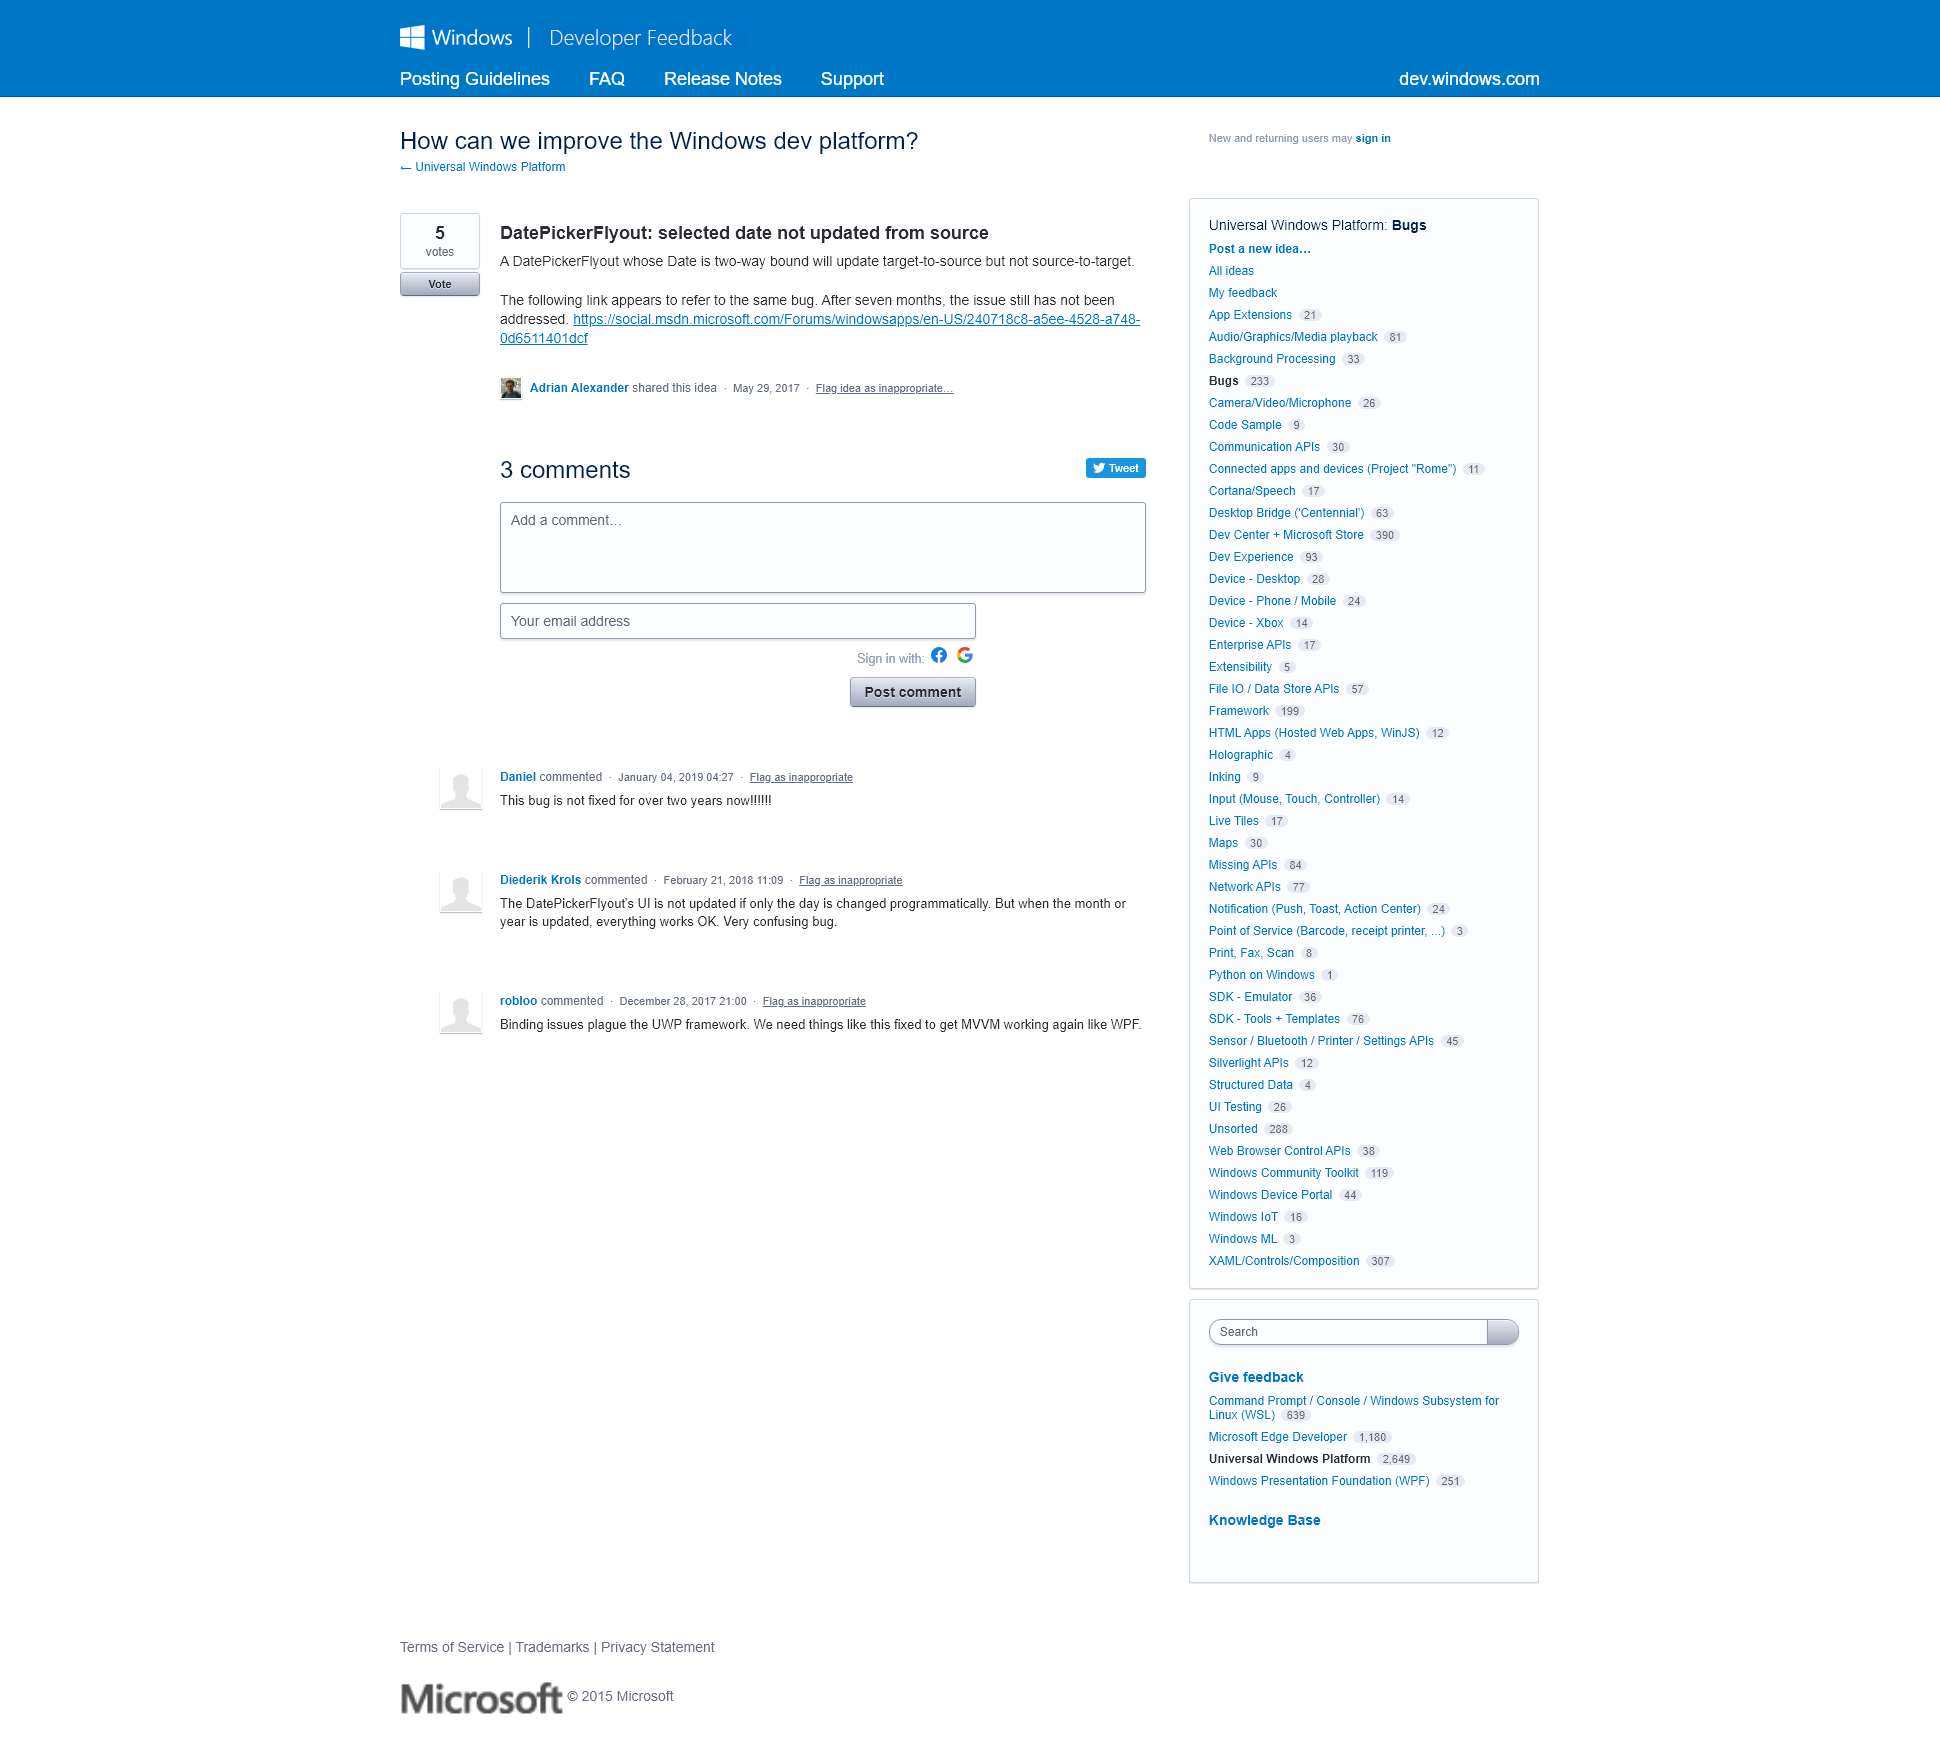 Windows | Developer Feedback
Posting Guidelines FAQ Release Notes Support dev.windows.com
How can we improve the Windows dev platform?
← Universal Windows Platform
New and returning users may sign in
5
votes
Vote
DatePickerFlyout: selected date not updated from source
A DatePickerFlyout whose Date is two-way bound will update target-to-source but not source-to-target.
The following link appears to refer to the same bug. After seven months, the issue still has not been
addressed. https://social.msdn.microsoft.com/Forums/windowsapps/en-US/240718c8-a5ee-4528-a748-
0d6511401dcf
Adrian Alexander shared this idea · May 29, 2017 · Flag idea as inappropriate…
3 comments
Tweet
Add a comment…
Your email address
Sign in with:
Post comment
Daniel commented · January 04, 2019 04:27 · Flag as inappropriate
This bug is not fixed for over two years now!!!!!!
Diederik Krols commented · February 21, 2018 11:09 · Flag as inappropriate
The DatePickerFlyout's UI is not updated if only the day is changed programmatically. But when the month or
year is updated, everything works OK. Very confusing bug.
robloo commented · December 28, 2017 21:00 · Flag as inappropriate
Binding issues plague the UWP framework. We need things like this fixed to get MVVM working again like WPF.
Universal Windows Platform: Bugs
Post a new idea…
All ideas
My feedback
App Extensions 21
Audio/Graphics/Media playback 81
Background Processing 33
Bugs 233
Camera/Video/Microphone 26
Code Sample 9
Communication APIs 30
Connected apps and devices (Project "Rome") 11
Cortana/Speech 17
Desktop Bridge ('Centennial') 63
Dev Center + Microsoft Store 390
Dev Experience 93
Device - Desktop 28
Device - Phone / Mobile 24
Device - Xbox 14
Enterprise APIs 17
Extensibility 5
File IO / Data Store APIs 57
Framework 199
HTML Apps (Hosted Web Apps, WinJS) 12
Holographic 4
Inking 9
Input (Mouse, Touch, Controller) 14
Live Tiles 17
Maps 30
Missing APIs 84
Network APIs 77
Notification (Push, Toast, Action Center) 24
Point of Service (Barcode, receipt printer, ...) 3
Print, Fax, Scan 8
Python on Windows 1
SDK - Emulator 36
SDK - Tools + Templates 76
Sensor / Bluetooth / Printer / Settings APIs 45
Silverlight APIs 12
Structured Data 4
UI Testing 26
Unsorted 288
Web Browser Control APIs 38
Windows Community Toolkit 119
Windows Device Portal 44
Windows IoT 16
Windows ML 3
XAML/Controls/Composition 307
Search
Give feedback
Command Prompt / Console / Windows Subsystem for
Linux (WSL) 639
Microsoft Edge Developer 1,180
Universal Windows Platform 2,649
Windows Presentation Foundation (WPF) 251
Knowledge Base
Terms of Service | Trademarks | Privacy Statement
Microsoft © 2015 Microsoft